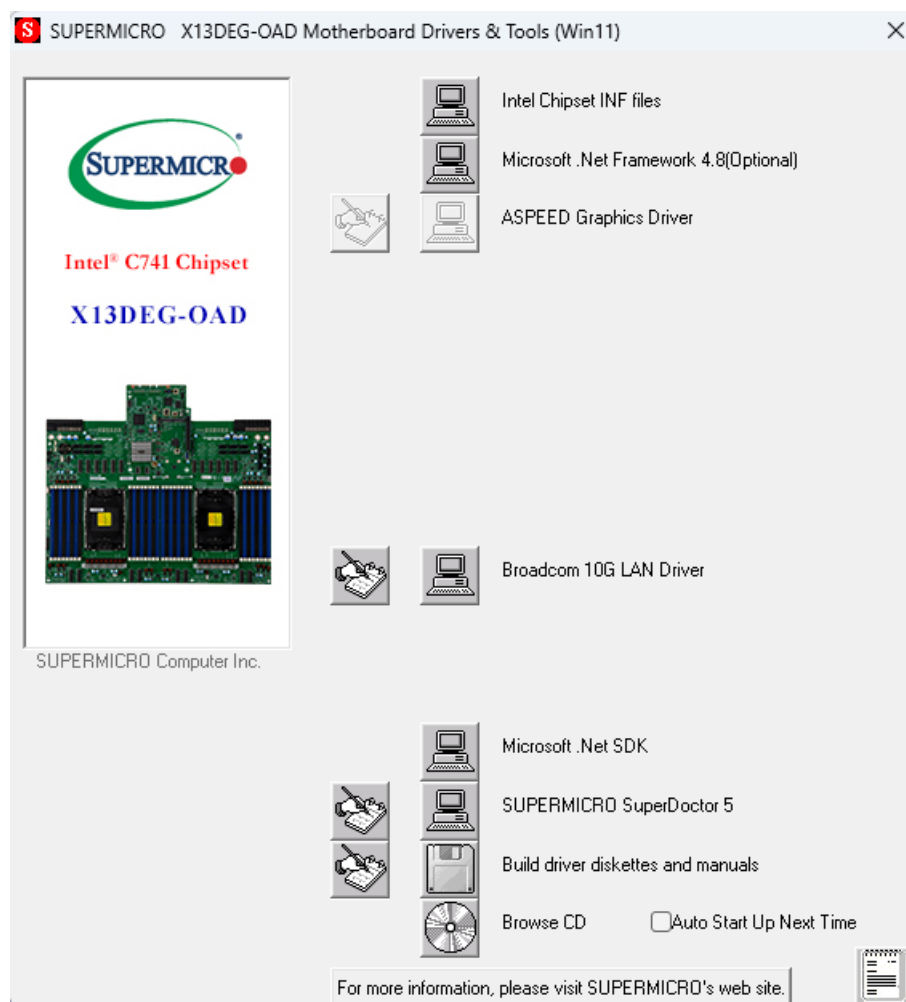 S SUPERMICRO X13DEG-OAD Motherboard Drivers & Tools (Win11)
SUPERMICRO
Intel® C741 Chipset
X13DEG-OAD
SUPERMICRO Computer Inc.
Intel Chipset INF files
Microsoft .Net Framework 4.8(Optional)
ASPEED Graphics Driver
Broadcom 10G LAN Driver
Microsoft .Net SDK
SUPERMICRO SuperDoctor 5
Build driver diskettes and manuals
Browse CD Auto Start Up Next Time
For more information, please visit SUPERMICRO's web site.